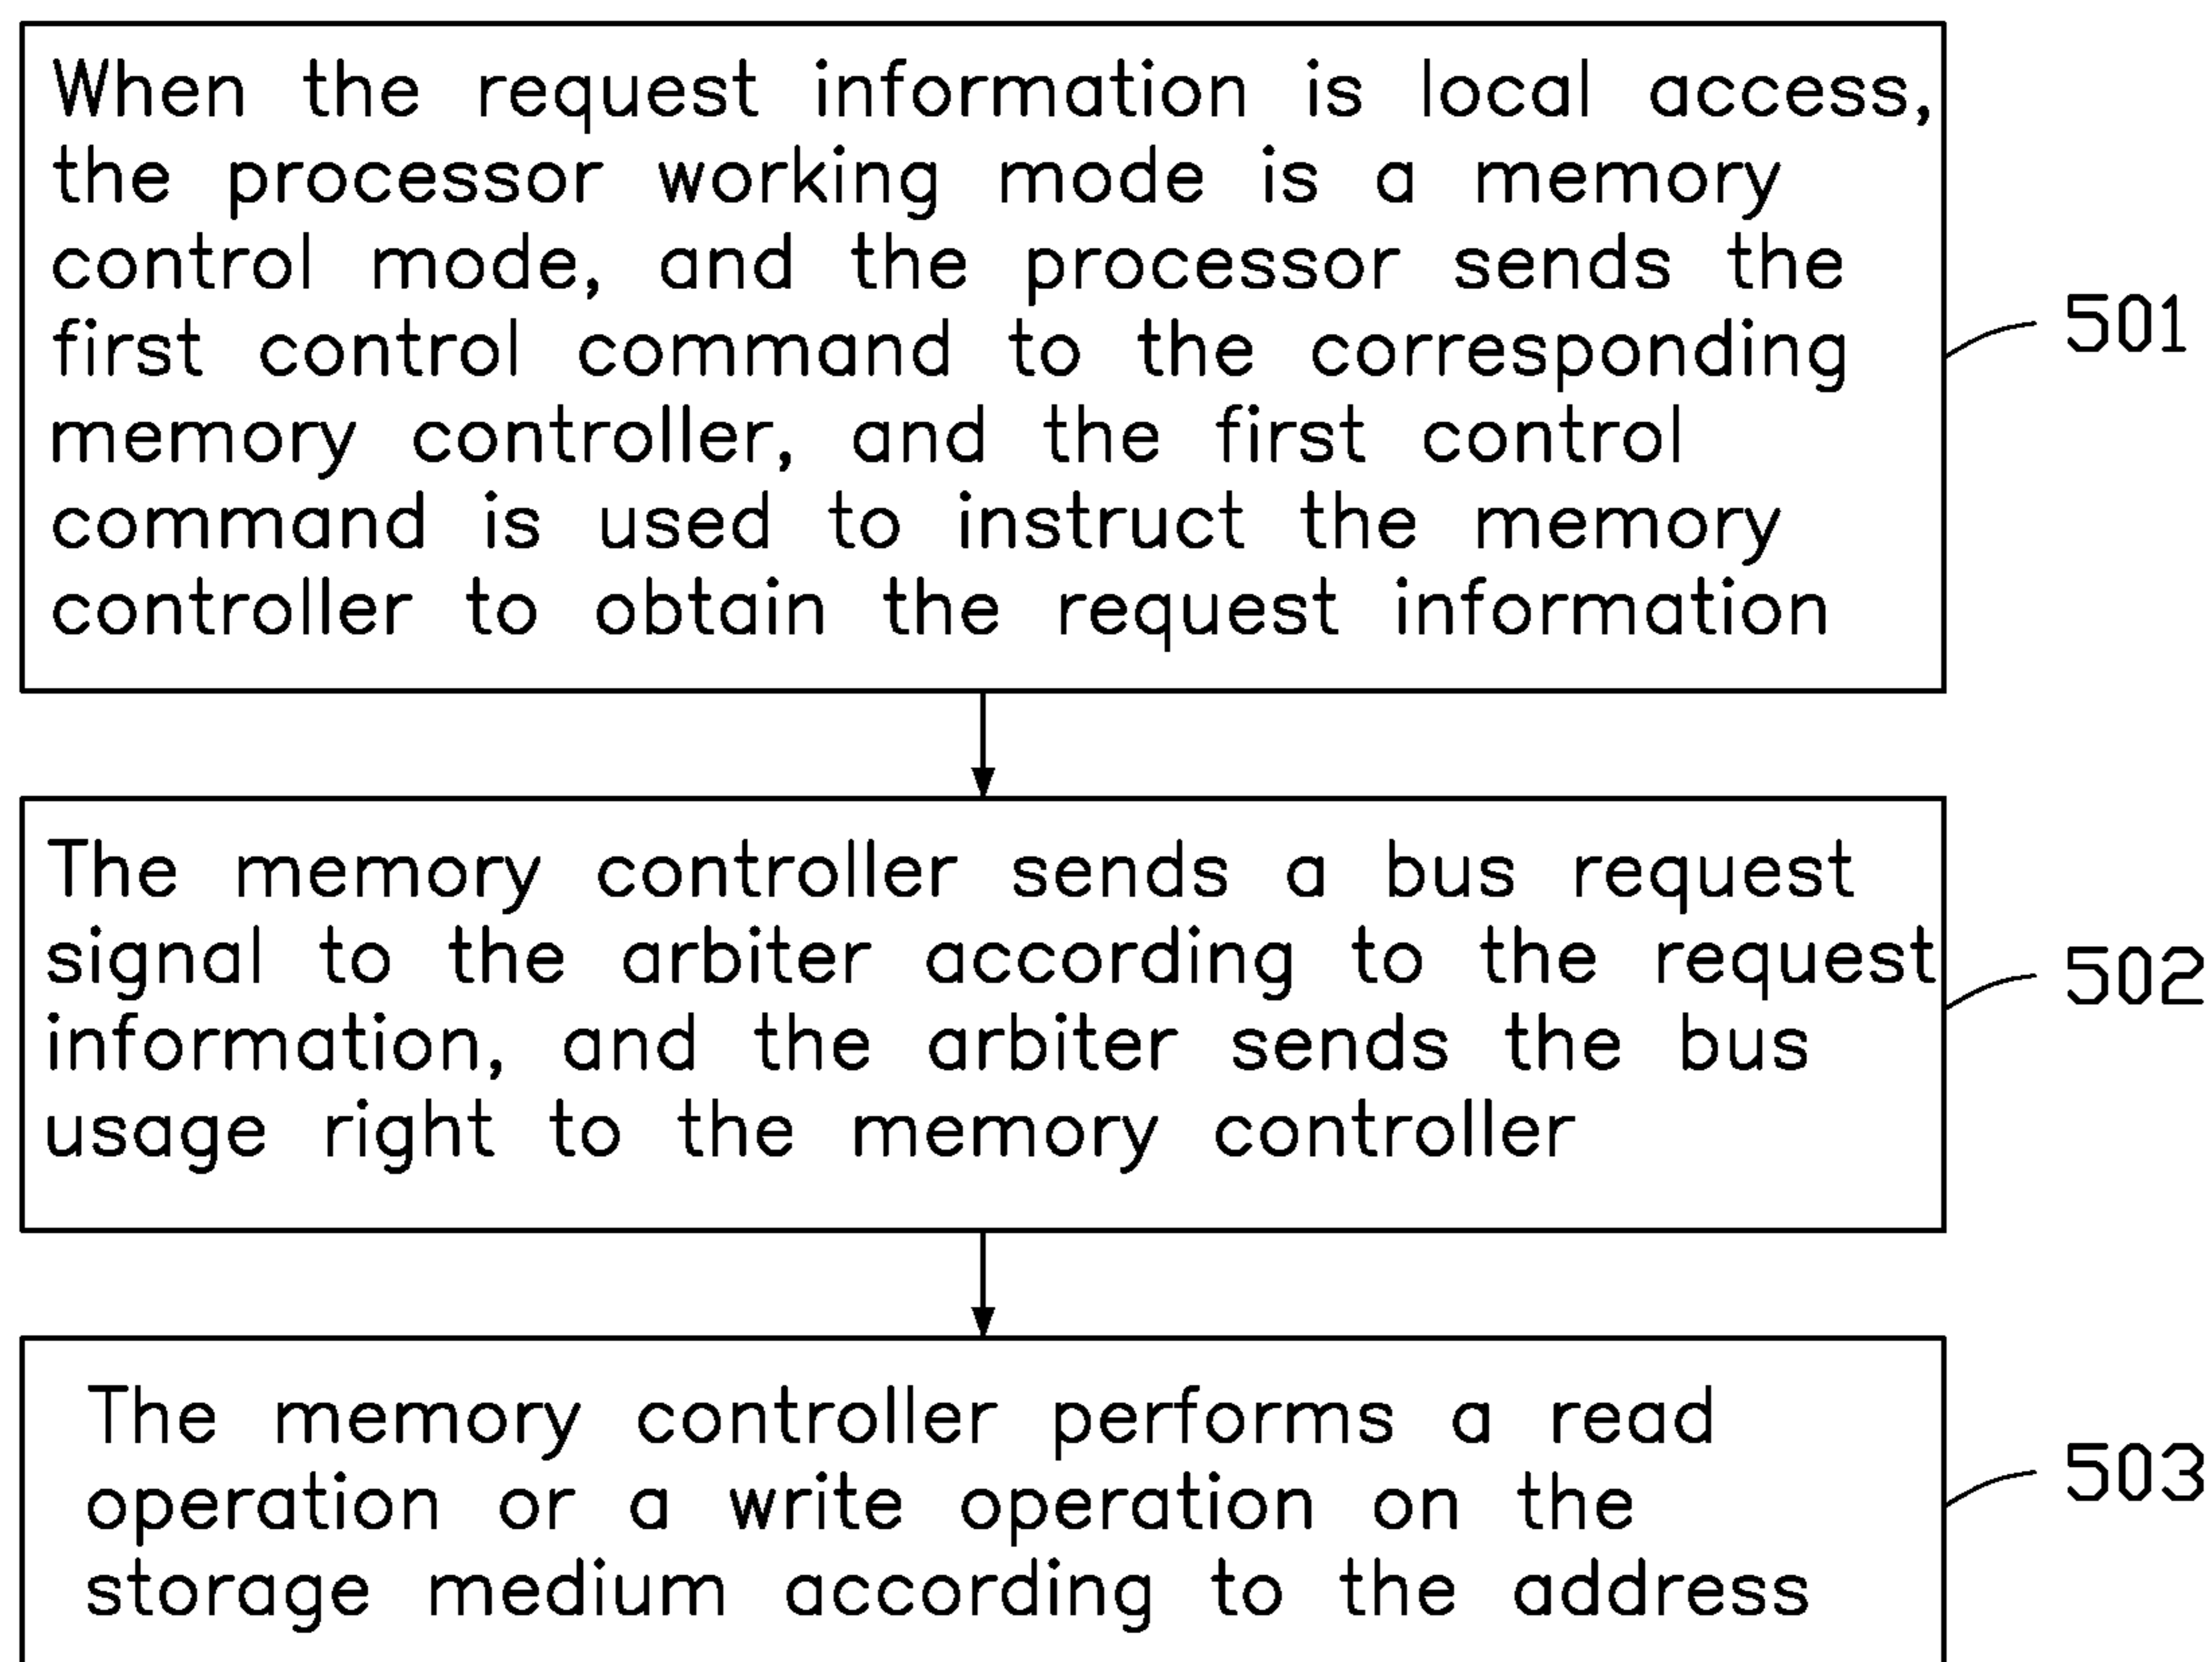 When the request information is local access,
the processor working mode is a memory
control mode, and the processor sends the
first control command to the corresponding
memory controller, and the first control
command is used to instruct the memory
controller to obtain the request information
501
The memory controller sends a bus request
signal to the arbiter according to the request
information, and the arbiter sends the bus
usage right to the memory controller
502
The memory controller performs a read
operation or a write operation on the
storage medium according to the address
503